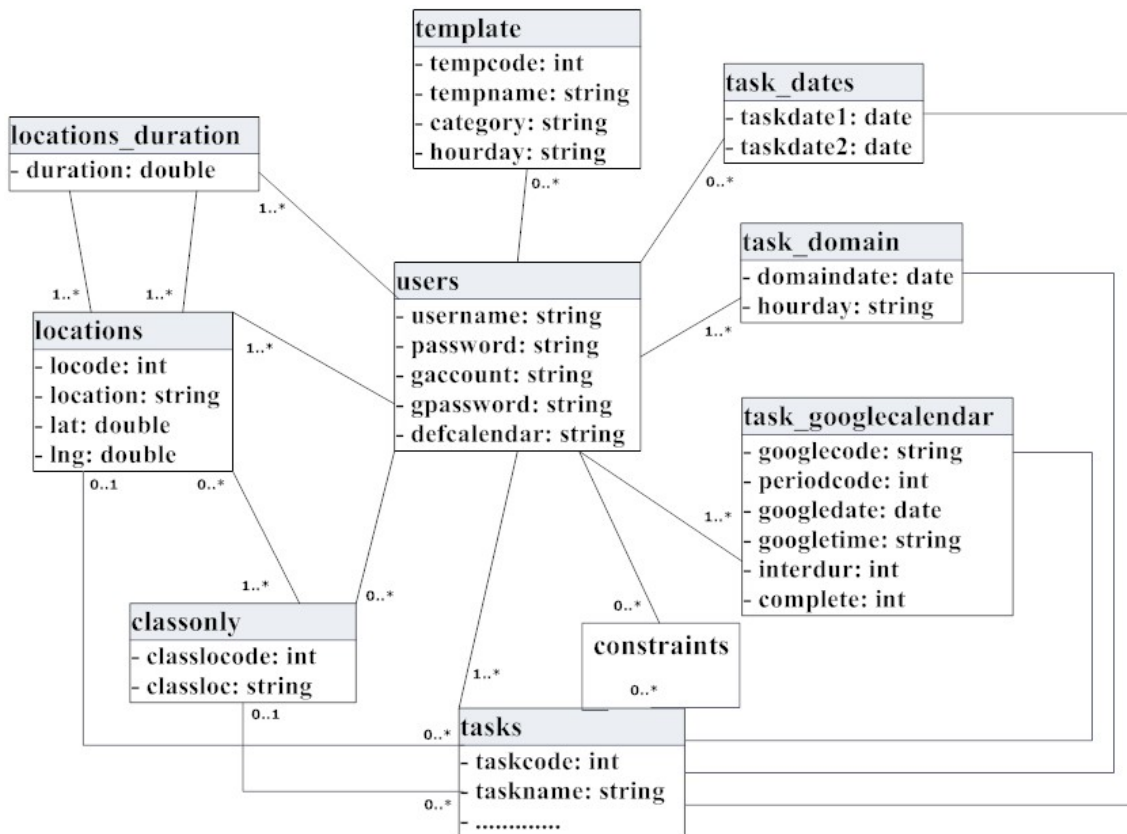 template
- tempcode: int
- tempname: string
- category: string
- hourday: string
0..*
task_dates
- taskdate1: date
- taskdate2: date
0..*
locations_duration
- duration: double
1..*
1..*
1..*
task_domain
- domaindate: date
- hourday: string
1..*
users
- username: string
- password: string
- gaccount: string
- gpassword: string
- defcalendar: string
locations
- locode: int
- location: string
- lat: double
- lng: double
1..*
0..1
0..*
task_googlecalendar
- googlecode: string
- periodcode: int
- googledate: date
- googletime: string
- interdur: int
- complete: int
1..*
1..*
0..*
classonly
- classlocode: int
- classloc: string
0..1
0..*
constraints
0..*
1..*
0..*
0..*
tasks
- taskcode: int
- taskname: string
- .............